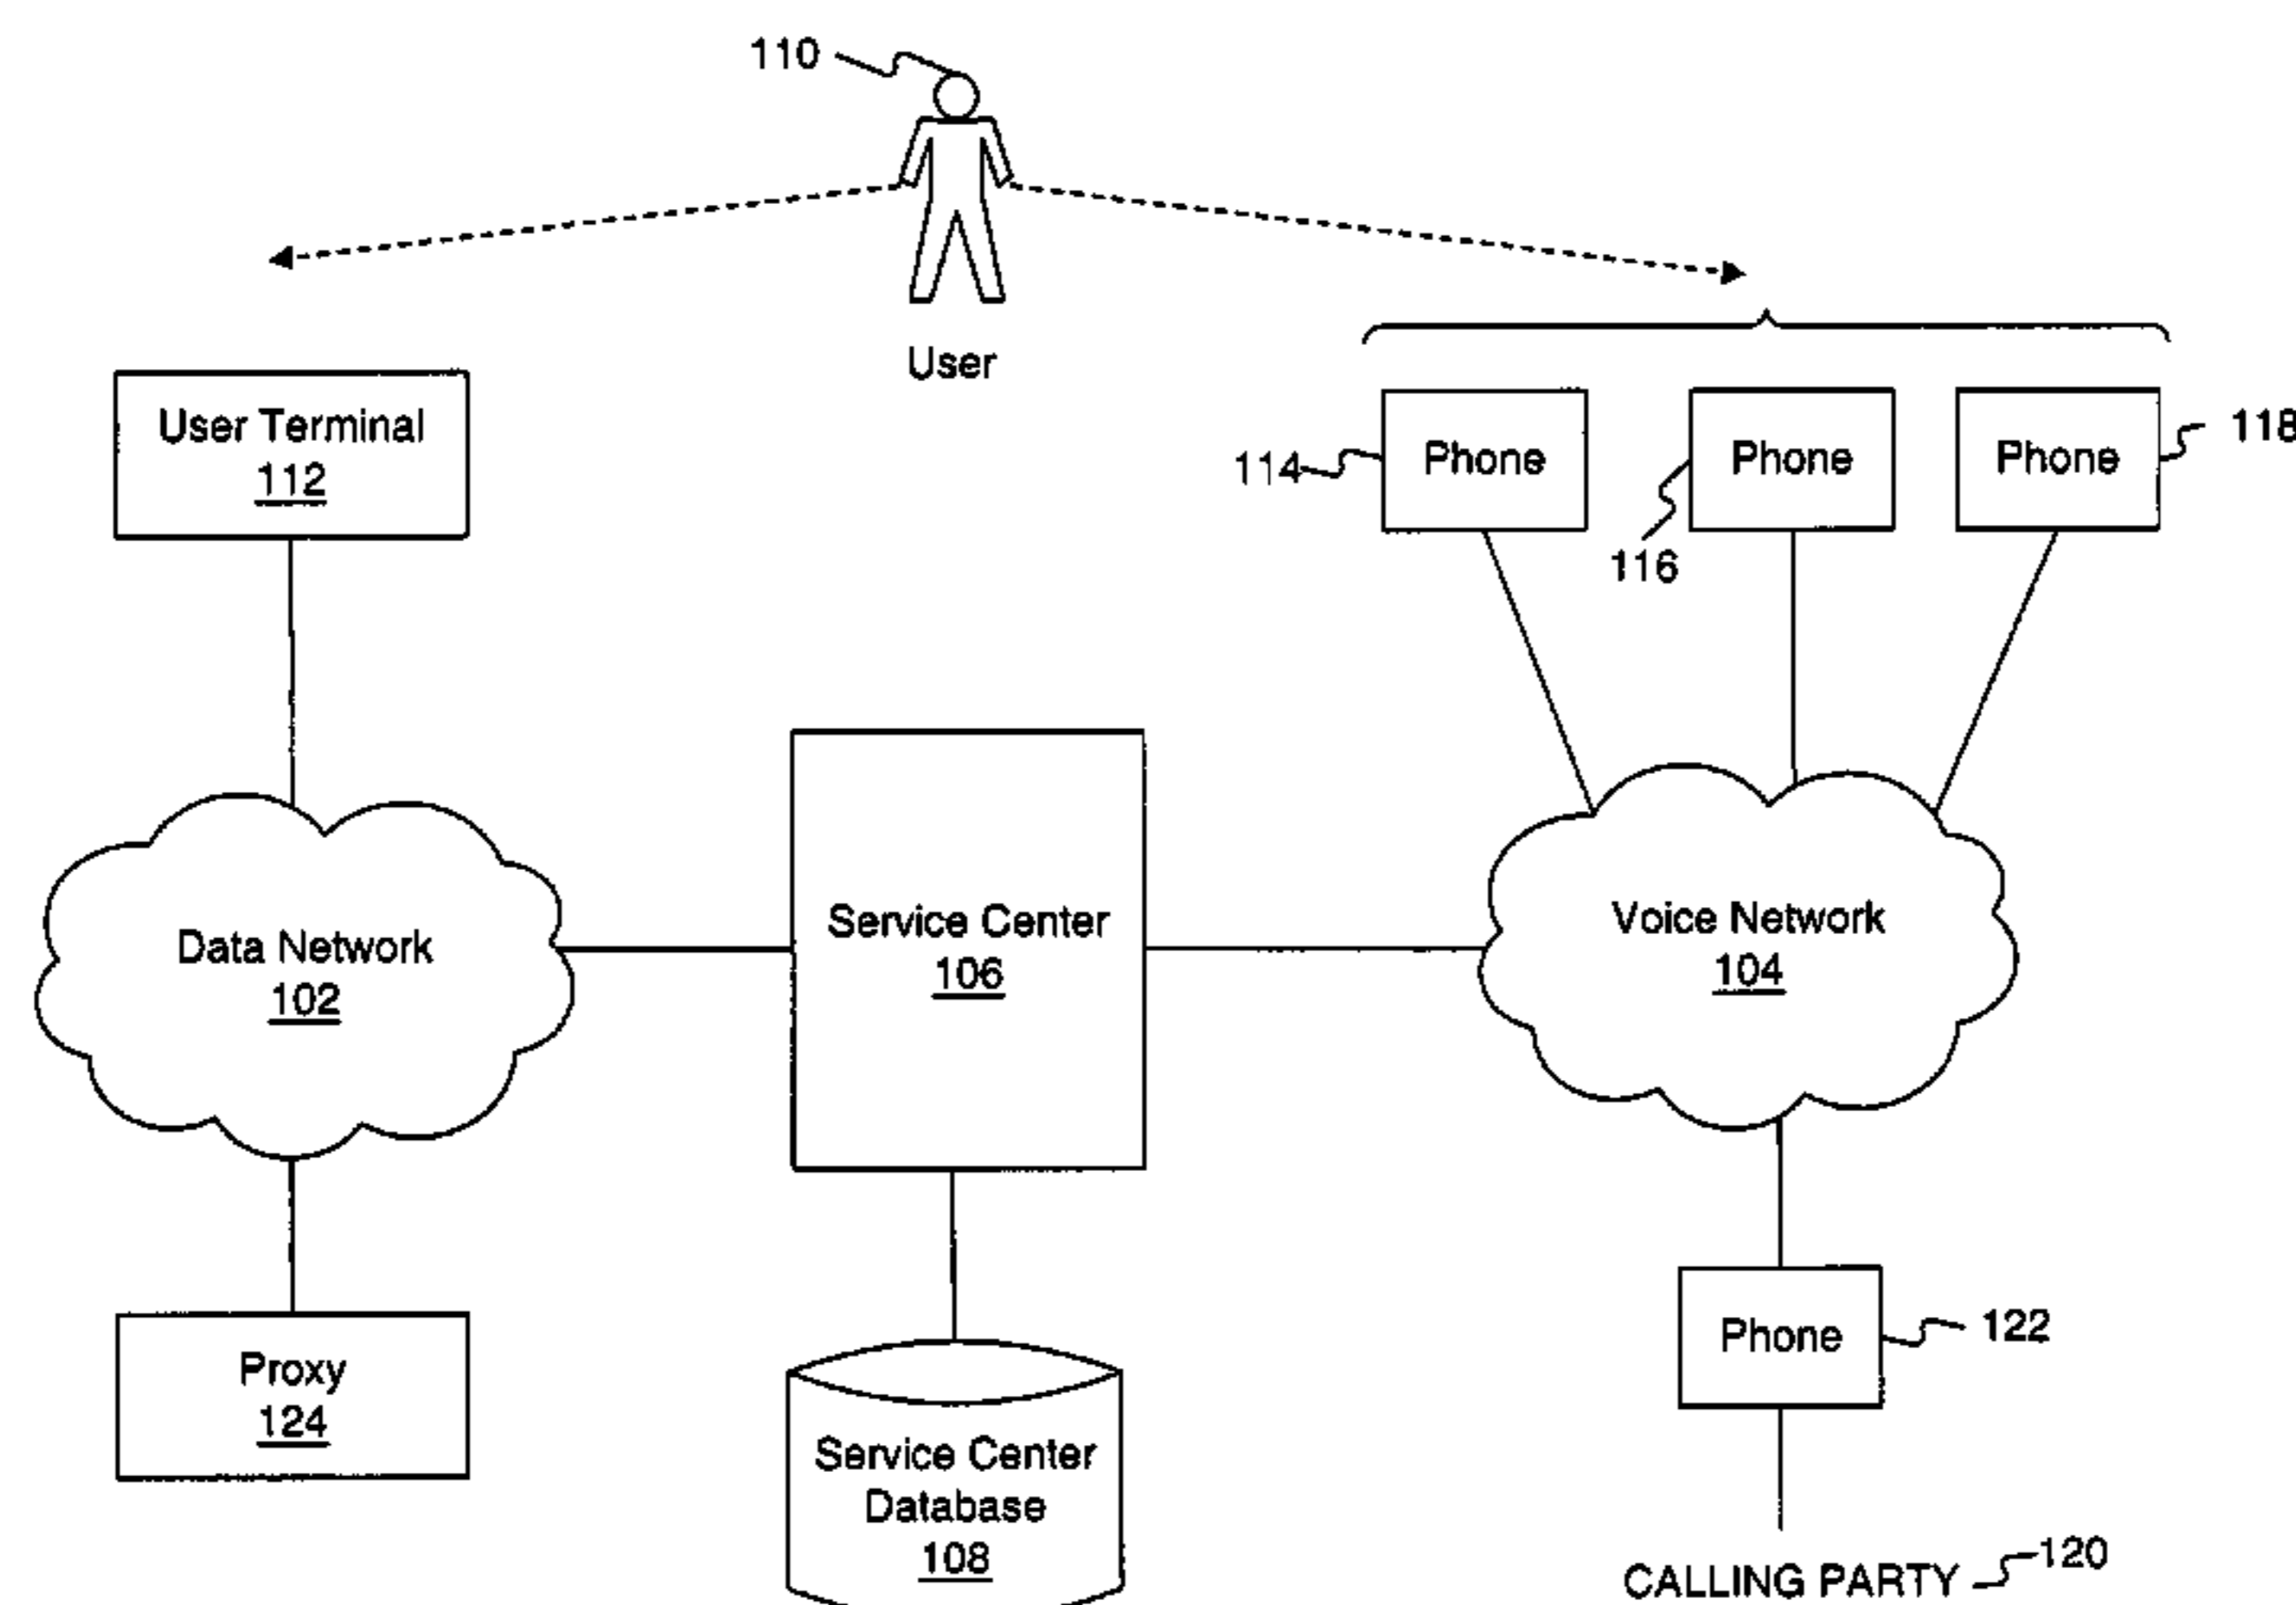 110
User
User Terminal
112
114
Phone
116
Phone
Phone
118
Data Network
102
Service Center
106
Voice Network
104
Proxy
124
Service Center
Database
108
Phone
122
CALLING PARTY
120